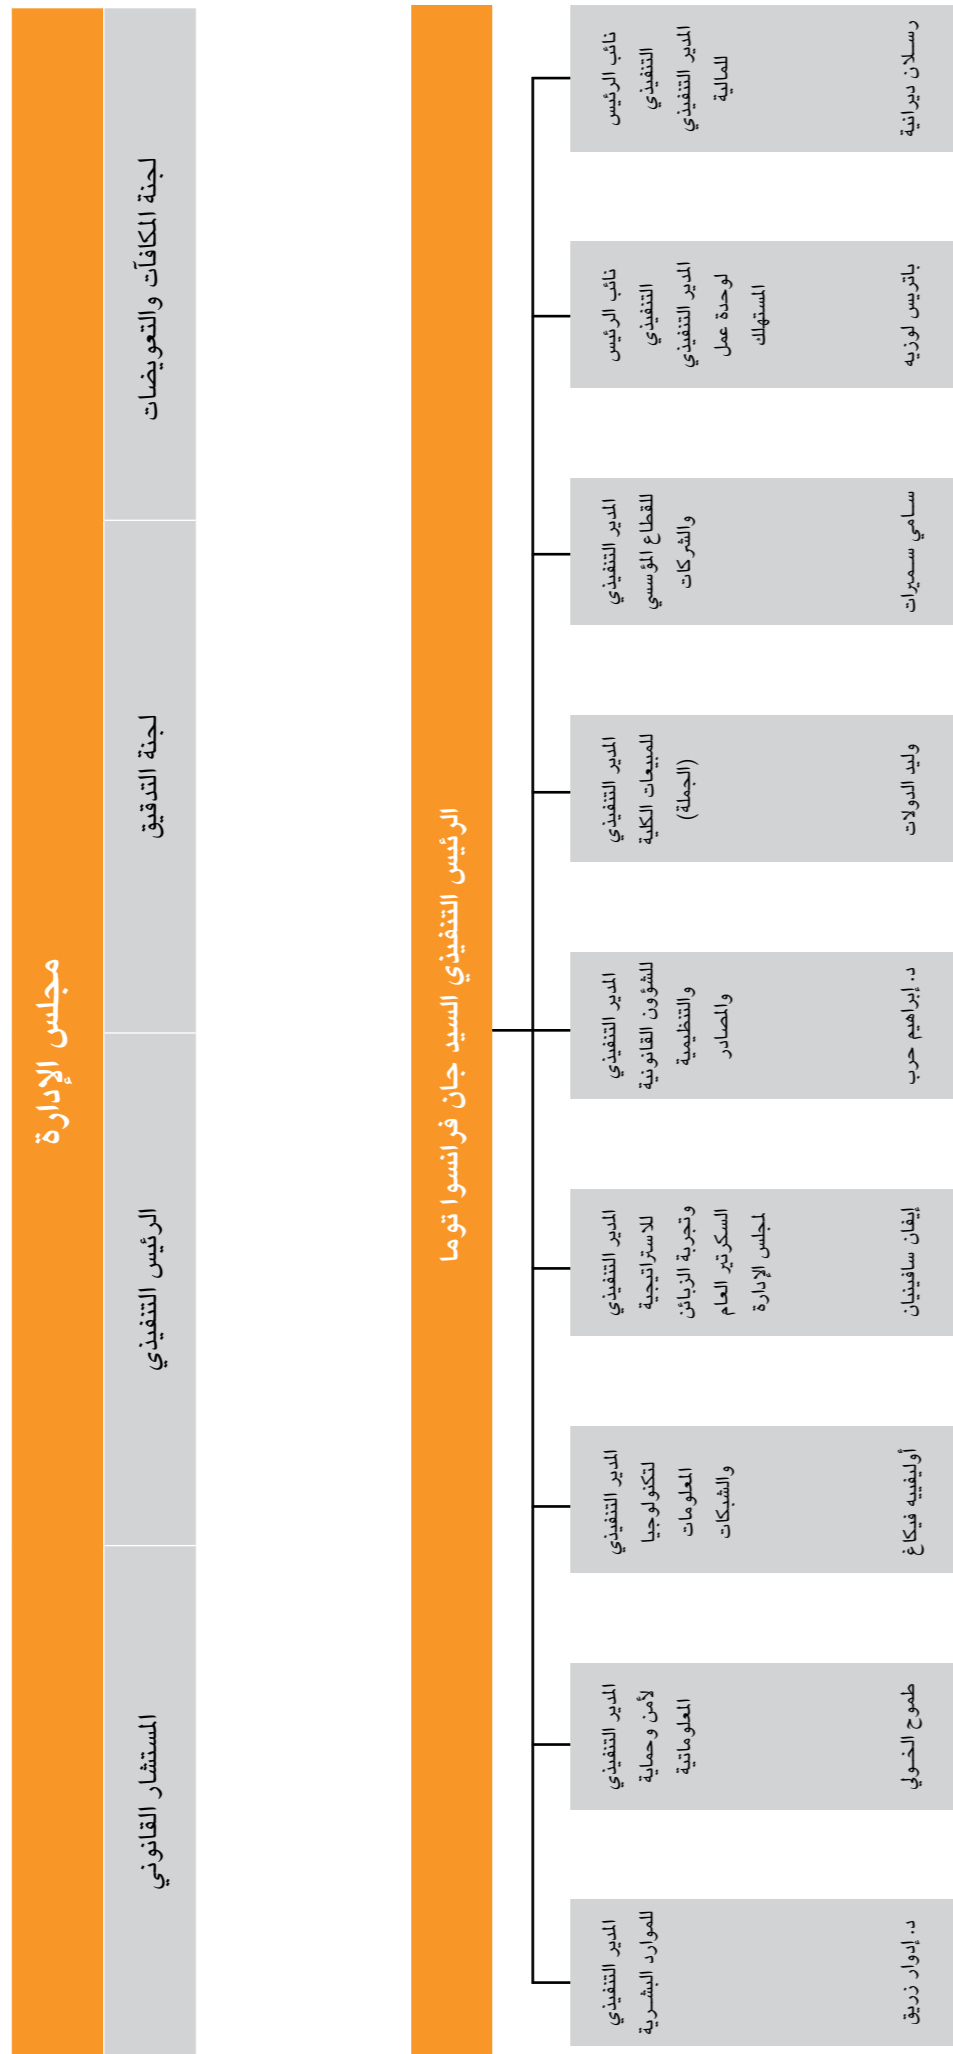 مجلس الإدارة
لجنة المكافآت والتعويضات
لجنة التدقيق
الرئيس التنفيذي
المستشار القانوني
الرئيس التنفيذي السيد جان فرانسوا توما
نائب الرئيس
التنفيذي
المدير التنفيذي
للمالية
رسلان ديرانية
نائب الرئيس
التنفيذي
المدير التنفيذي
لوحدة عمل
المستهلك
باتريس لوزيه
المدير التنفيذي
للقطاع المؤسسي
والشركات
سامي سميرات
المدير التنفيذي
للمبيعات الكلية
(الجملة)
وليد الدولات
المدير التنفيذي
للشؤون القانونية
والتنظيمية
والمصادر
د. إبراهيم حرب
المدير التنفيذي
للاستراتيجية
وتجربة الزبائن
السكرتير العام
لمجلس الإدارة
إيفان سافينيان
المدير التنفيذي
لتكنولوجيا
المعلومات
والشبكات
أوليفييه فيكاغ
المدير التنفيذي
لأمن وحماية
المعلوماتية
طموح الخولي
المدير التنفيذي
للموارد البشرية
د. إدوار زريق